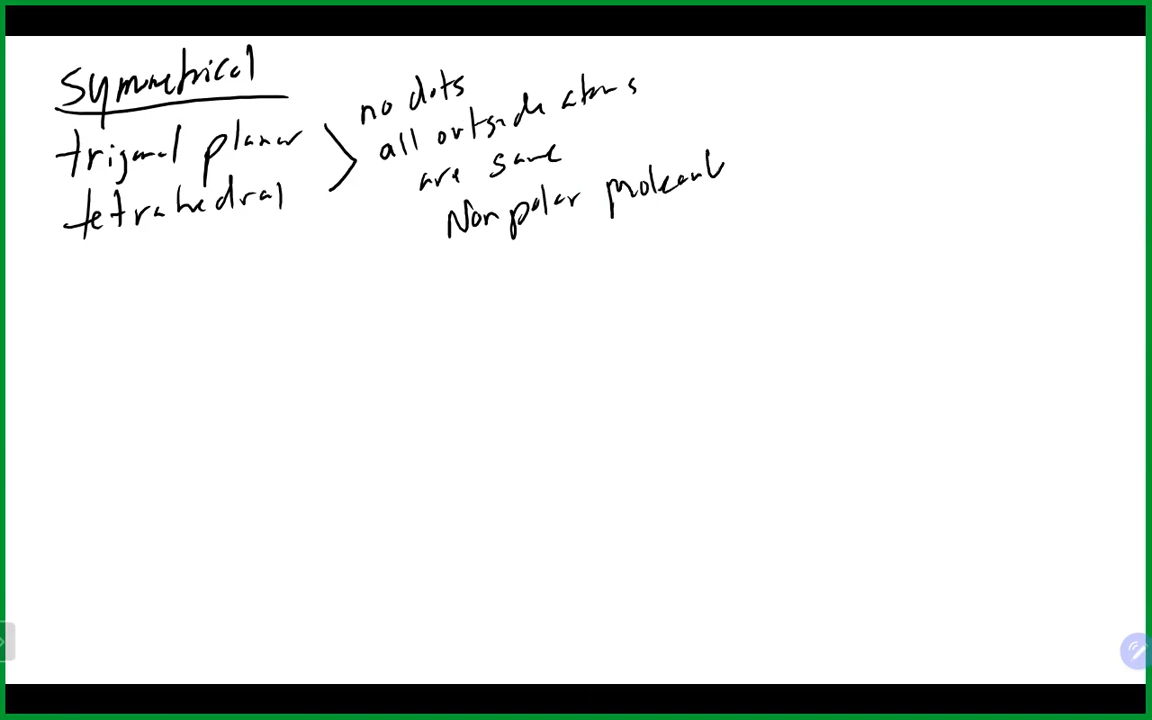 symmetrical
trigonal planar
tetrahedral
no dots
all outside atoms
are same
Nonpolar molecule